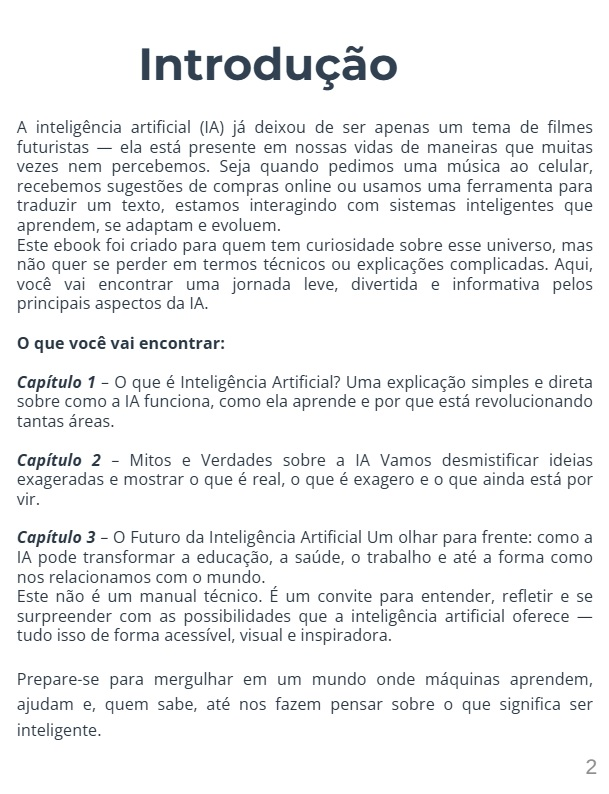 Introdução
A inteligência artificial (IA) já deixou de ser apenas um tema de filmes
futuristas — ela está presente em nossas vidas de maneiras que muitas
vezes nem percebemos. Seja quando pedimos uma música ao celular,
recebemos sugestões de compras online ou usamos uma ferramenta para
traduzir um texto, estamos interagindo com sistemas inteligentes que
aprendem, se adaptam e evoluem.
Este ebook foi criado para quem tem curiosidade sobre esse universo, mas
não quer se perder em termos técnicos ou explicações complicadas. Aqui,
você vai encontrar uma jornada leve, divertida e informativa pelos
principais aspectos da IA.
O que você vai encontrar:
Capítulo 1 – O que é Inteligência Artificial? Uma explicação simples e direta
sobre como a IA funciona, como ela aprende e por que está revolucionando
tantas áreas.
Capítulo 2 – Mitos e Verdades sobre a IA Vamos desmistificar ideias
exageradas e mostrar o que é real, o que é exagero e o que ainda está por
vir.
Capítulo 3 – O Futuro da Inteligência Artificial Um olhar para frente: como a
IA pode transformar a educação, a saúde, o trabalho e até a forma como
nos relacionamos com o mundo.
Este não é um manual técnico. É um convite para entender, refletir e se
surpreender com as possibilidades que a inteligência artificial oferece —
tudo isso de forma acessível, visual e inspiradora.
Prepare-se para mergulhar em um mundo onde máquinas aprendem,
ajudam e, quem sabe, até nos fazem pensar sobre o que significa ser
inteligente.
2